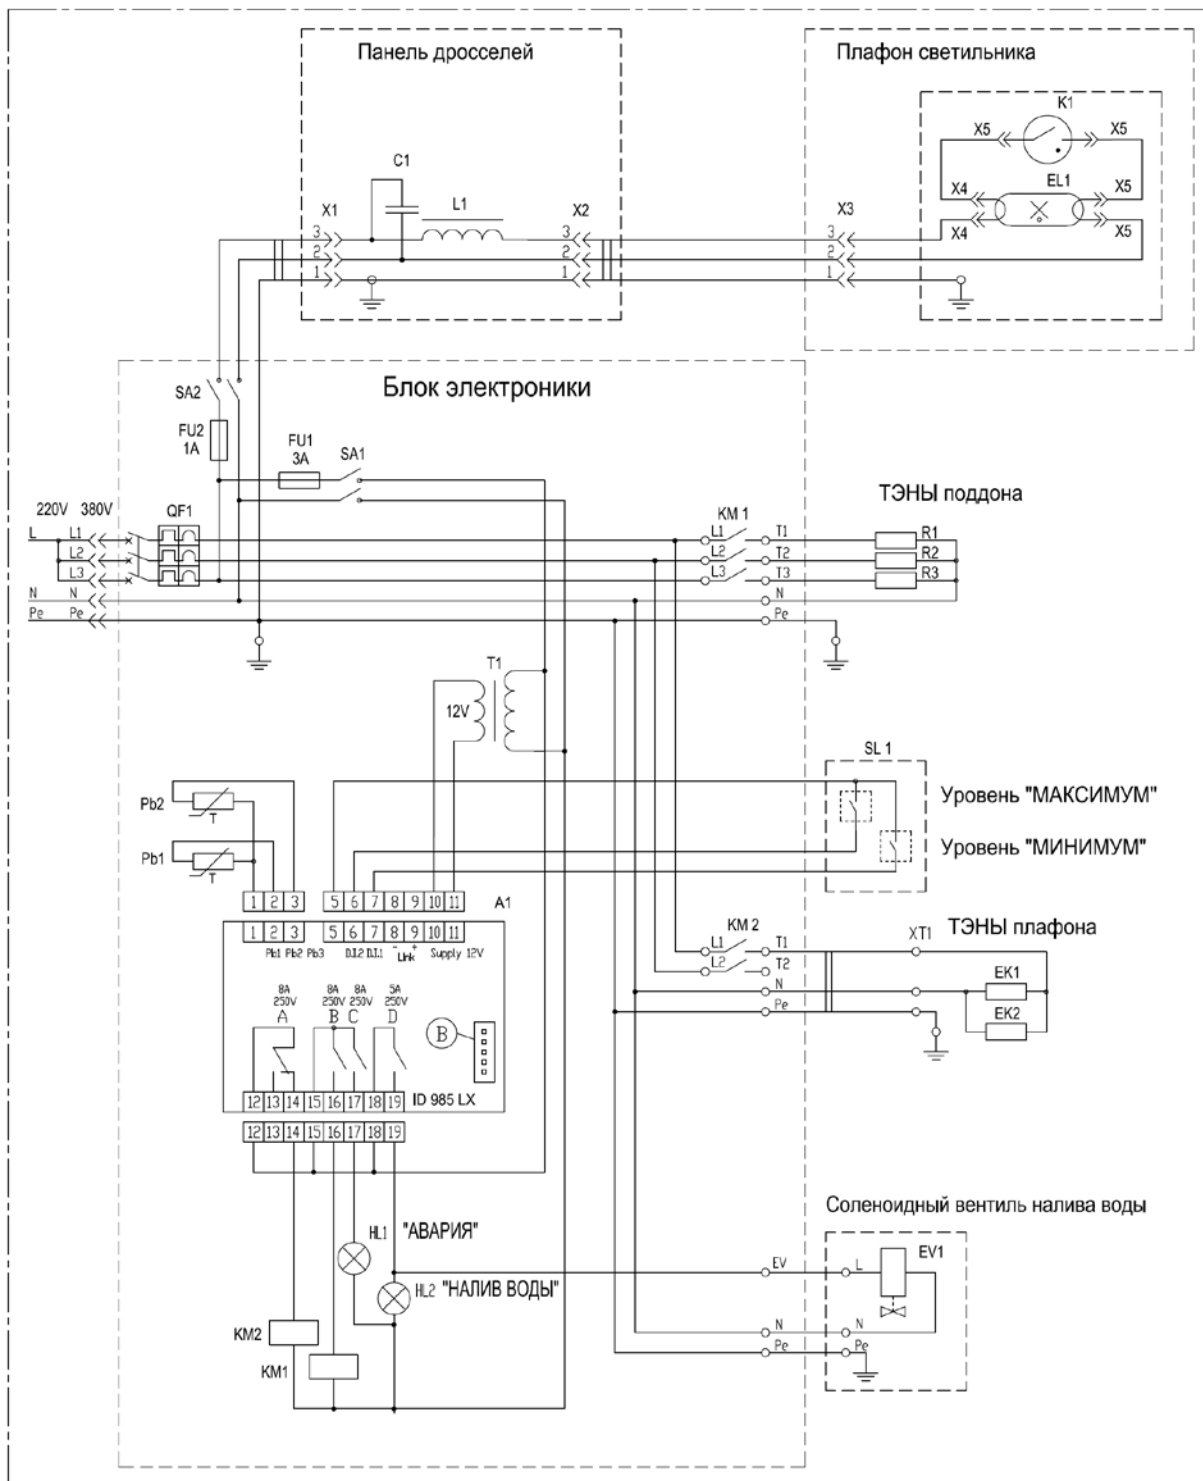 Панель дросселей
Плафон светильника
K1
X5 X5
C1
EL1
X4 X5
X1 L1 X2 X3
X4 X5
3 3 3
2 2 2
1 1 1
Блок электроники
SA2
FU2
1A
FU1
3A
SA1
ТЭНЫ поддона
220V 380V QF1 KM 1
L L1 L1 T1 R1
L2 L2 T2 R2
L3 L3 T3 R3
N N N
Pe Pe Pe
T1
12V
SL 1
Pb2
T
Уровень "МАКСИМУМ"
Pb1
T
Уровень "МИНИМУМ"
1 2 3 5 6 7 8 9 10 11 A1
1 2 3 5 6 7 8 9 10 11
Pb1 Pb2 Pb3 D.I.2 D.I.1 - Link + Supply 12V
KM 2 XT1 ТЭНЫ плафона
L1 T1
L2 T2
N EK1
Pe EK2
8A 8A 8A 5A
250V 250V 250V 250V
A B C D
B
12 13 14 15 16 17 18 19 ID 985 LX
12 13 14 15 16 17 18 19
Соленоидный вентиль налива воды
HL1 "АВАРИЯ"
EV L EV1
HL2 "НАЛИВ ВОДЫ"
N N
KM2
Pe Pe
KM1